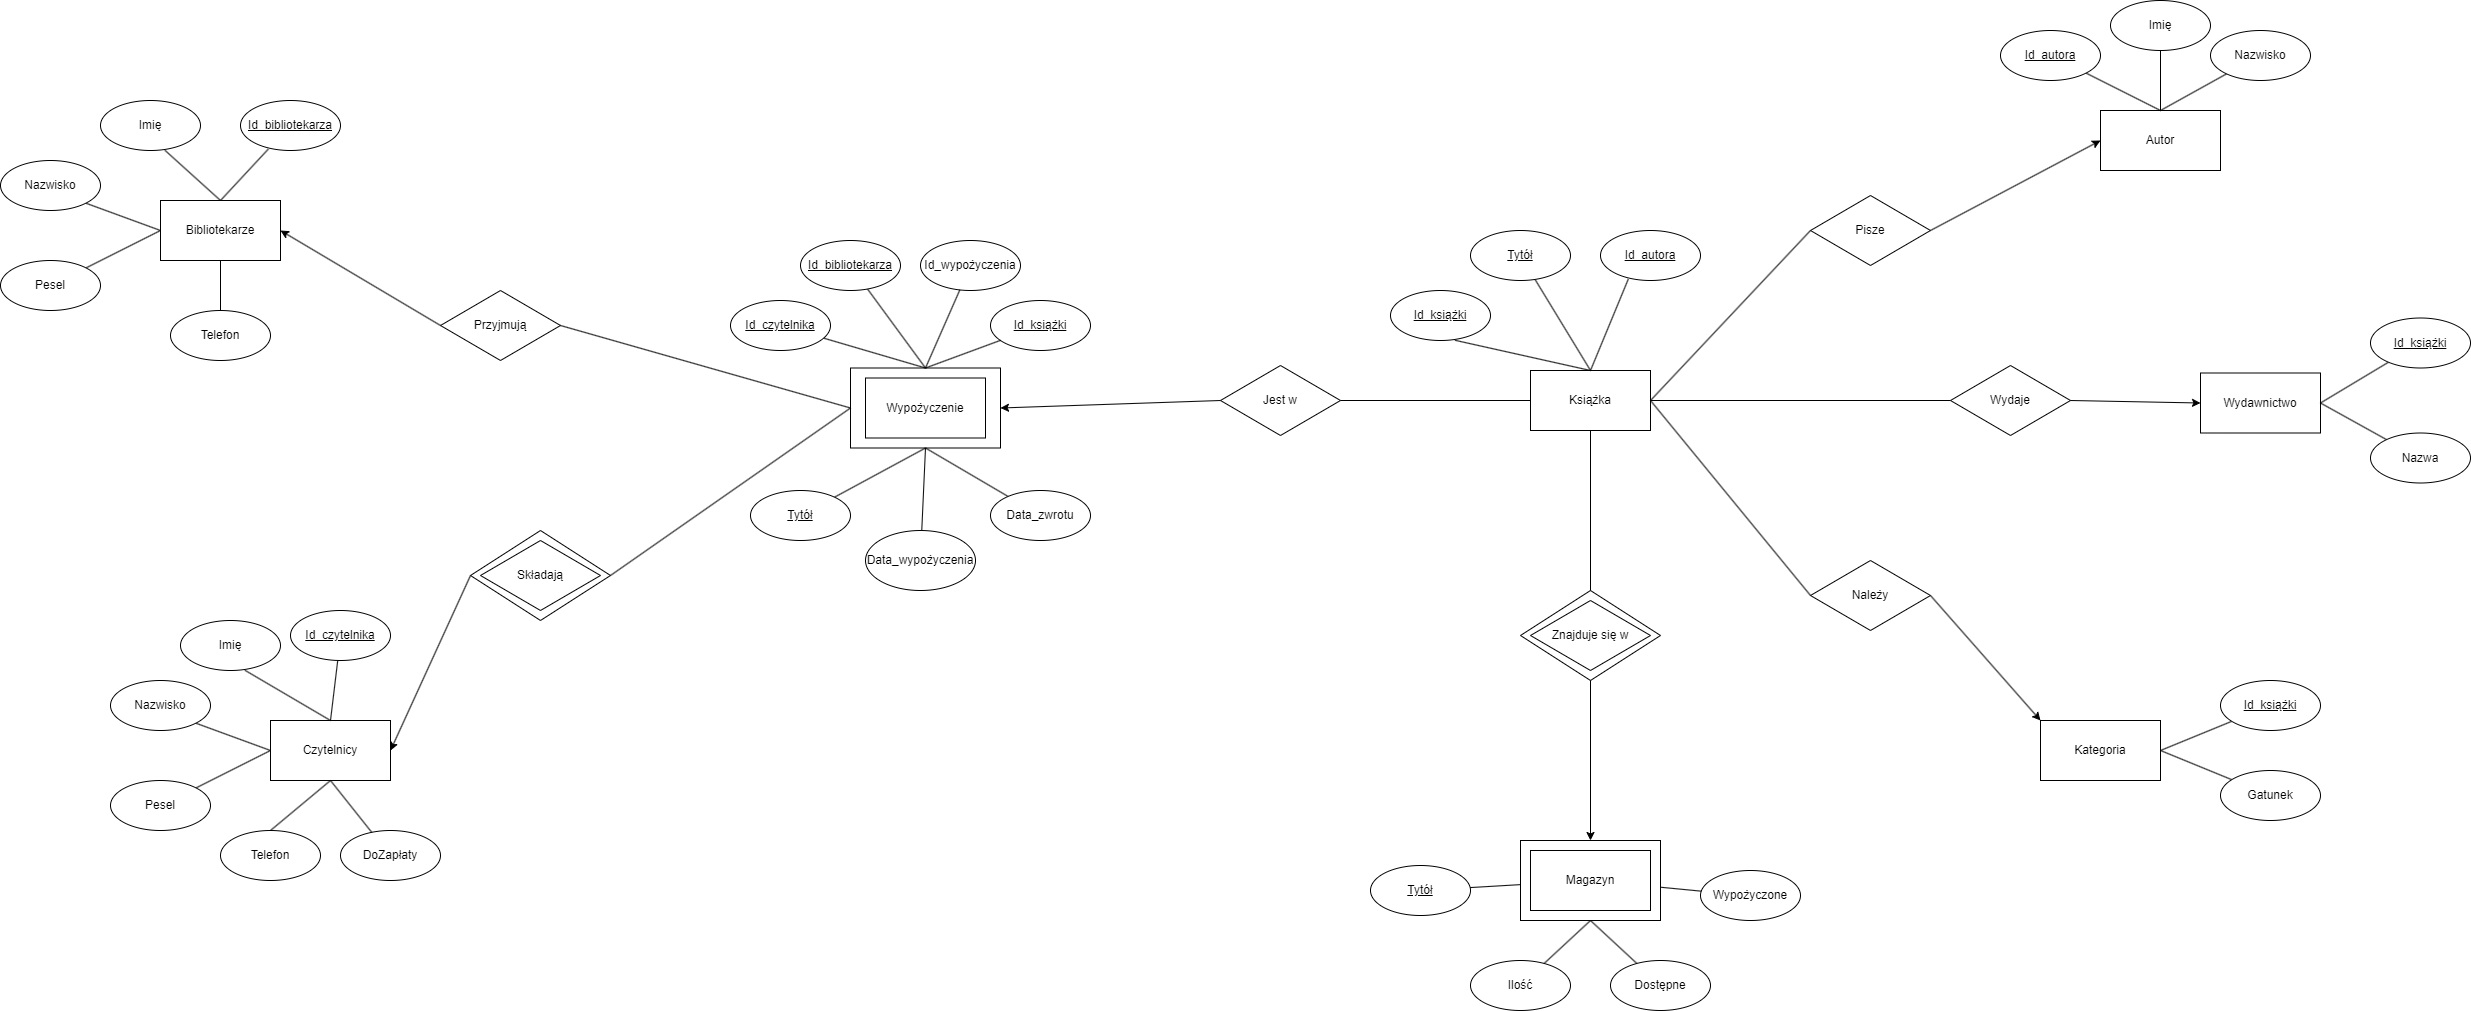 Imię
Id_autora
Nazwisko
Autor
Imię
Id_bibliotekarza
Nazwisko
Bibliotekarze
Pesel
Telefon
Przyjmują
Id_bibliotekarza
Id_wypożyczenia
Id_czytelnika
Id_książki
Wypożyczenie
Tytół
Data_wypożyczenia
Data_zwrotu
Składają
Imię
Id_czytelnika
Nazwisko
Czytelnicy
Pesel
Telefon
DoZapłaty
Jest w
Tytół
Id_autora
Id_książki
Książka
Pisze
Wydaje
Id_książki
Wydawnictwo
Nazwa
Należy
Id_książki
Kategoria
Gatunek
Znajduje się w
Magazyn
Tytół
Wypożyczone
Ilość
Dostępne